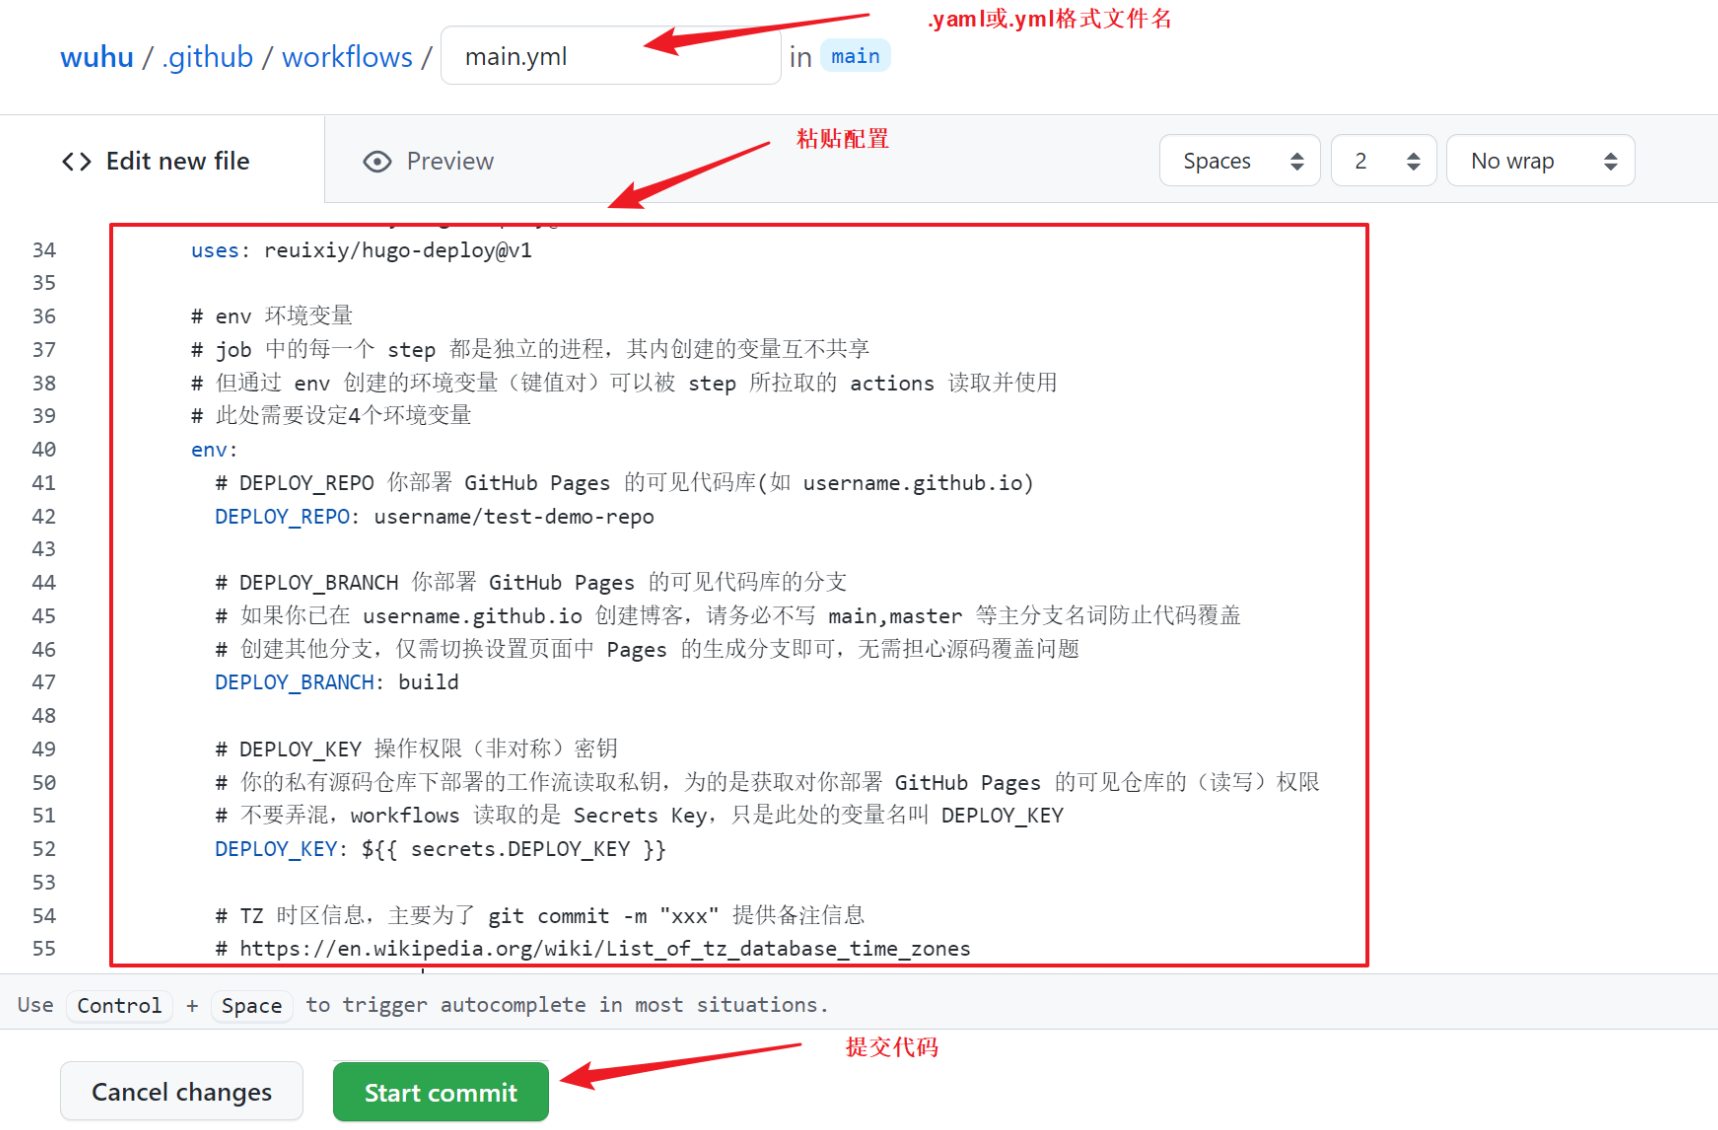 .yaml或.yml格式文件名
wuhu / .github / workflows / main.yml in main
粘贴配置
Edit new file Preview Spaces 2 No wrap
34 uses: reuixiy/hugo-deploy@v1
35
36 # env 环境变量
37 # job 中的每一个 step 都是独立的进程，其内创建的变量互不共享
38 # 但通过 env 创建的环境变量（键值对）可以被 step 所拉取的 actions 读取并使用
39 # 此处需要设定4个环境变量
40 env:
41 # DEPLOY_REPO 你部署 GitHub Pages 的可见代码库(如 username.github.io)
42 DEPLOY_REPO: username/test-demo-repo
43
44 # DEPLOY_BRANCH 你部署 GitHub Pages 的可见代码库的分支
45 # 如果你已在 username.github.io 创建博客，请务必不写 main,master 等主分支名词防止代码覆盖
46 # 创建其他分支，仅需切换设置页面中 Pages 的生成分支即可，无需担心源码覆盖问题
47 DEPLOY_BRANCH: build
48
49 # DEPLOY_KEY 操作权限（非对称）密钥
50 # 你的私有源码仓库下部署的工作流读取私钥，为的是获取对你部署 GitHub Pages 的可见仓库的（读写）权限
51 # 不要弄混，workflows 读取的是 Secrets Key，只是此处的变量名叫 DEPLOY_KEY
52 DEPLOY_KEY: ${{ secrets.DEPLOY_KEY }}
53
54 # TZ 时区信息，主要为了 git commit -m "xxx" 提供备注信息
55 # https://en.wikipedia.org/wiki/List_of_tz_database_time_zones
Use Control + Space to trigger autocomplete in most situations.
提交代码
Cancel changes Start commit